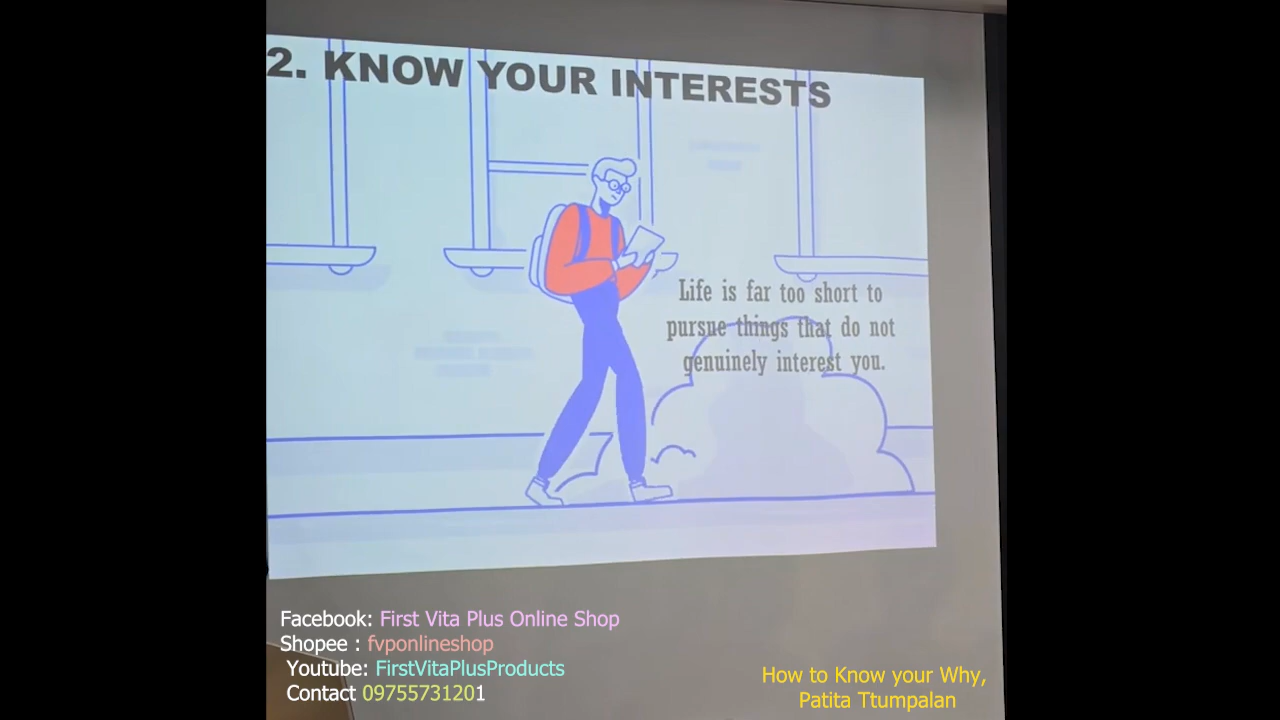 2. KNOW YOUR INTERESTS
Life is far too short to
pursue things that do not
genuinely interest you.
Facebook: First Vita Plus Online Shop
Shopee : fvponlineshop
Youtube: FirstVitaPlusProducts
Contact 09755731201
How to Know your Why,
Patita Ttumpalan